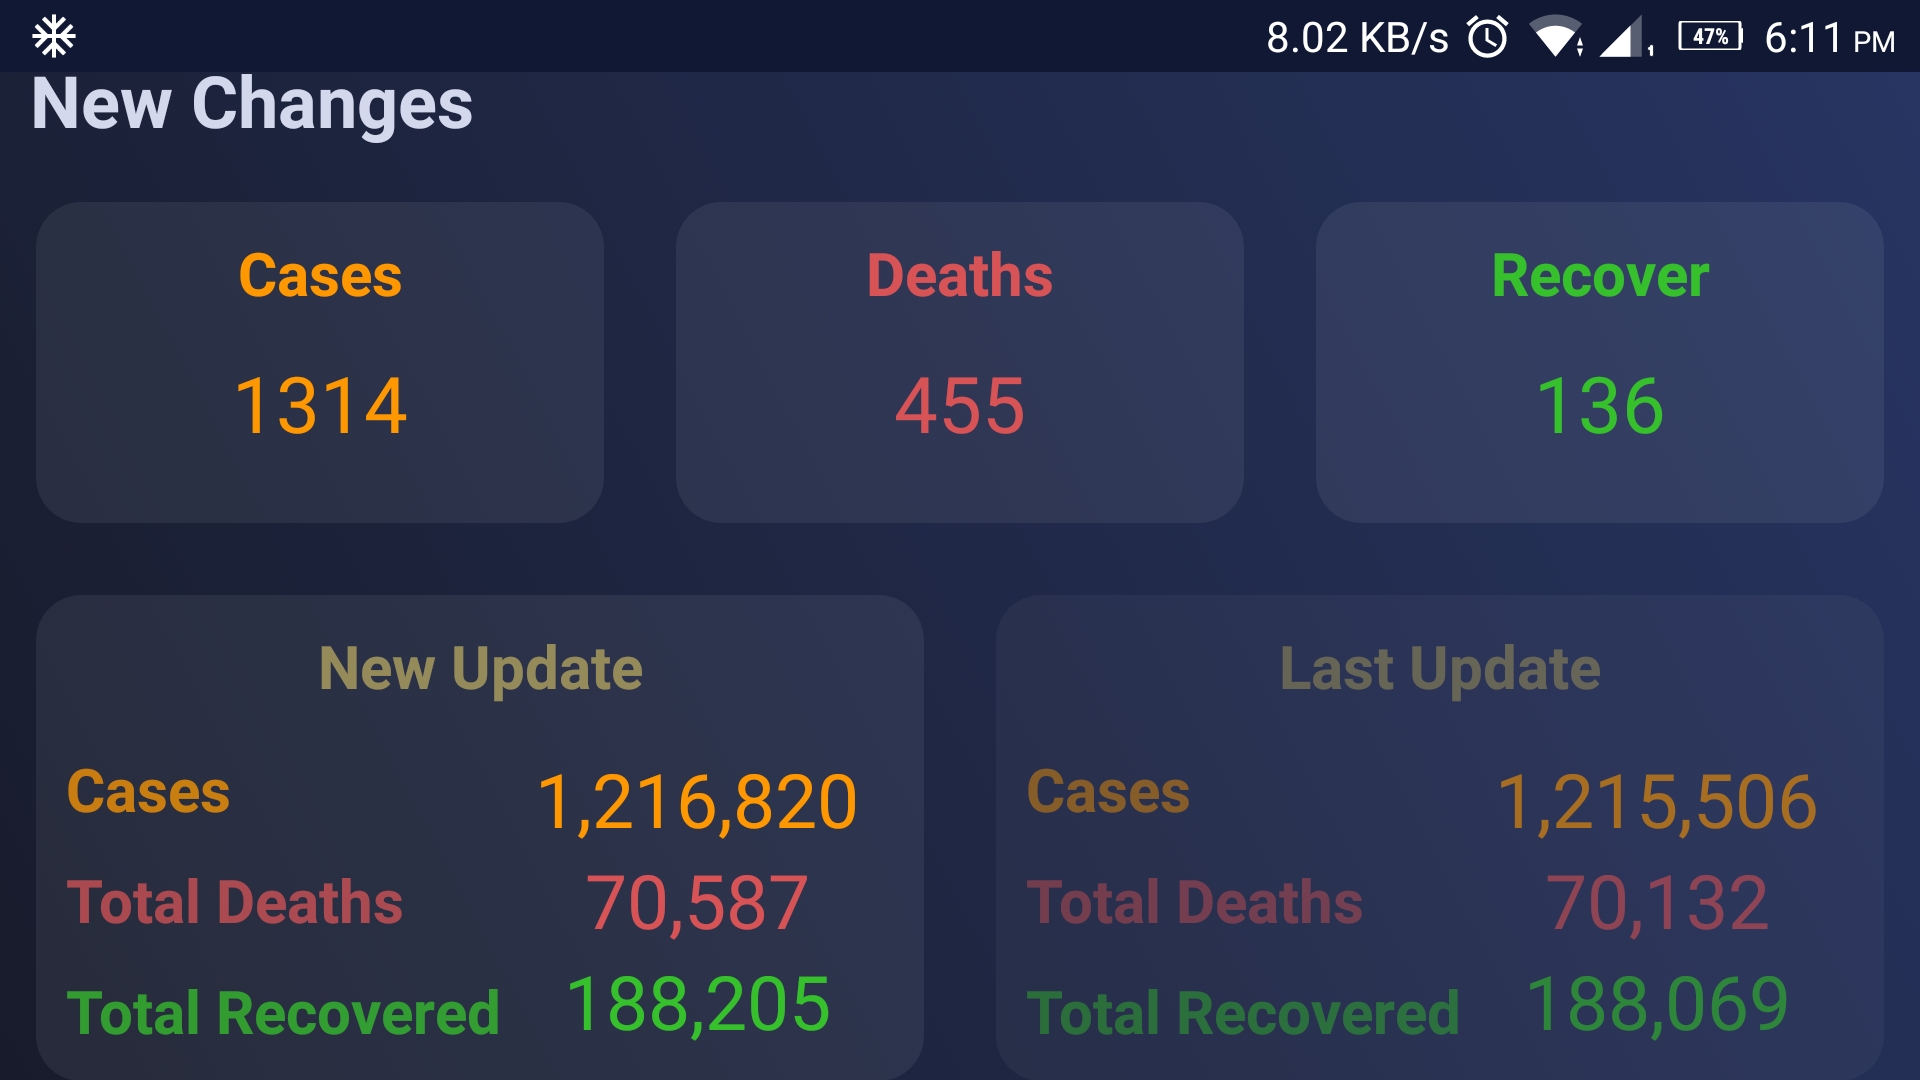 8.02 KB/s 1 47% 6:11 PM
New Changes
Cases Deaths Recover
1314 455 136
New Update Last Update
Cases 1,216,820 Cases 1,215,506
Total Deaths 70,587 Total Deaths 70,132
Total Recovered 188,205 Total Recovered 188,069